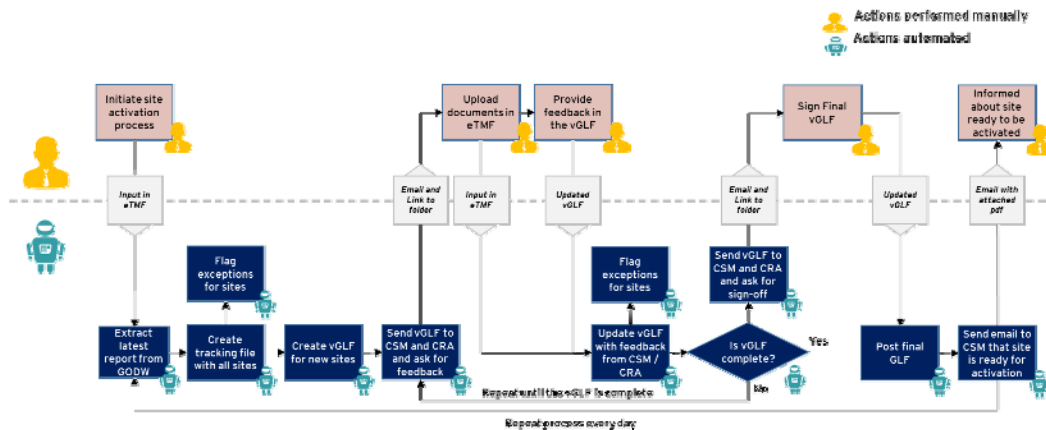 Actions performed manually
Actions automated
Initiate site
activation
process
Upload
documents in
eTMF
Provide
feedback in
the vGLF
Sign Final
vGLF
Informed
about site
ready to be
activated
Input in
eTMF
Email and
Link to
folder
Input in
eTMF
Updated
vGLF
Email and
Link to
folder
Updated
vGLF
Email with
attached
pdf
Flag
exceptions
for sites
Flag
exceptions
for sites
Send vGLF to
CSM and CRA
and ask for
sign-off
Extract
latest
report from
GODW
Create
tracking file
with all sites
Create vGLF
for new sites
Send vGLF to
CSM and CRA
and ask for
feedback
Update vGLF
with feedback
from CSM /
CRA
Is vGLF
complete?
Yes
No
Post final
GLF
Send email to
CSM that site
is ready for
activation
Repeat until the vGLF is complete
Repeat process every day